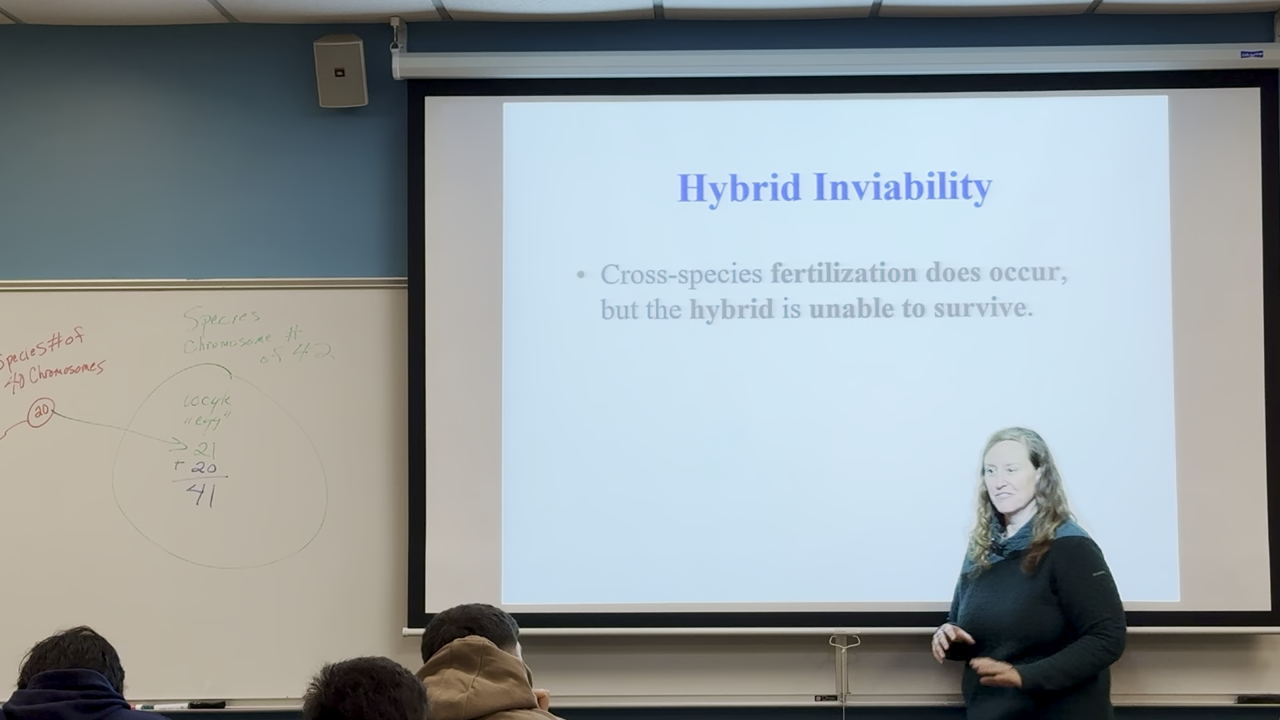 Hybrid Inviability
• Cross-species fertilization does occur,
but the hybrid is unable to survive.
Species # of
40 Chromosomes
20
Species
Chromosome #
of 42
oocyte
"egg"
21
+ 20
41